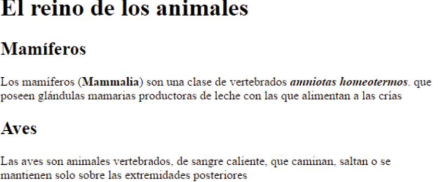 El reino de los animales
Mamíferos
Los mamíferos (Mammalia) son una clase de vertebrados amniotas homeotermos. que
poseen glándulas mamarias productoras de leche con las que alimentan a las crías
Aves
Las aves son animales vertebrados, de sangre caliente, que caminan, saltan o se
mantienen solo sobre las extremidades posteriores